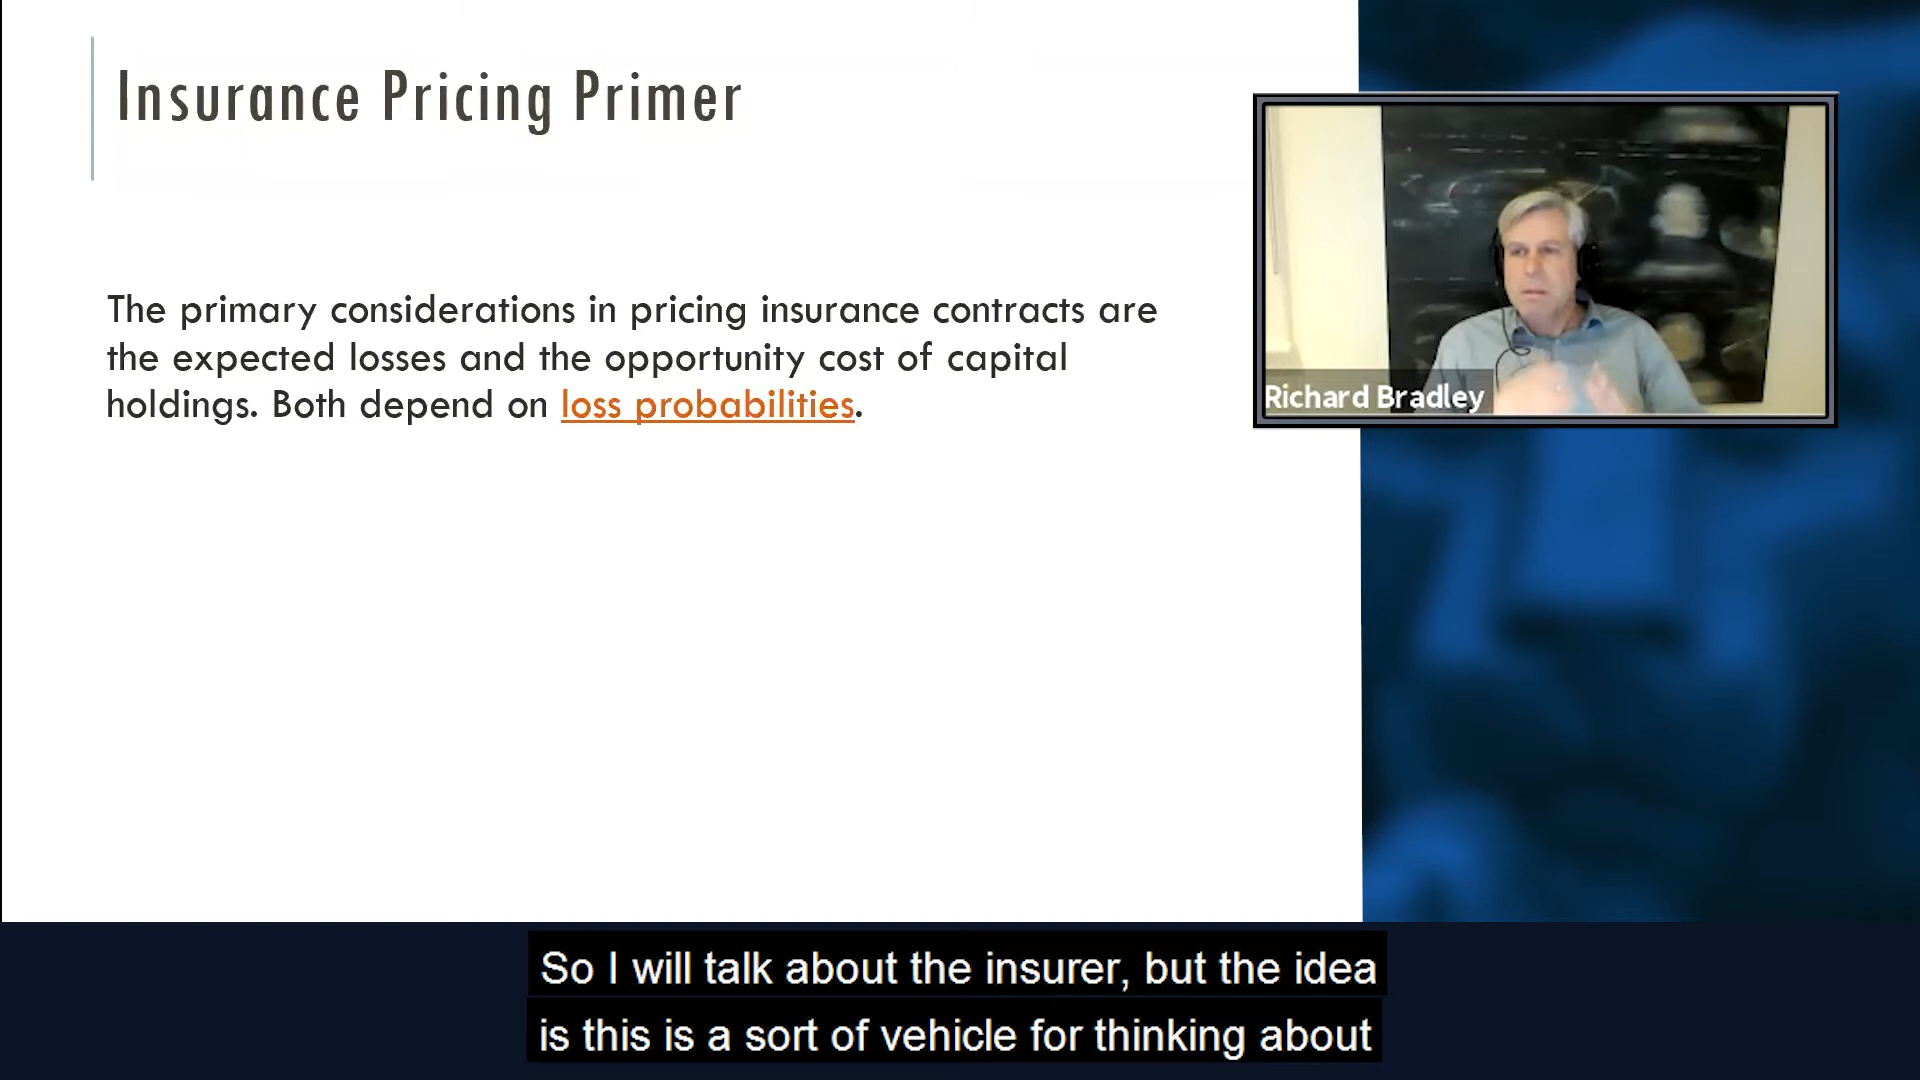 Insurance Pricing Primer
The primary considerations in pricing insurance contracts are
the expected losses and the opportunity cost of capital
holdings. Both depend on loss probabilities.
Richard Bradley
So I will talk about the insurer, but the idea
is this is a sort of vehicle for thinking about